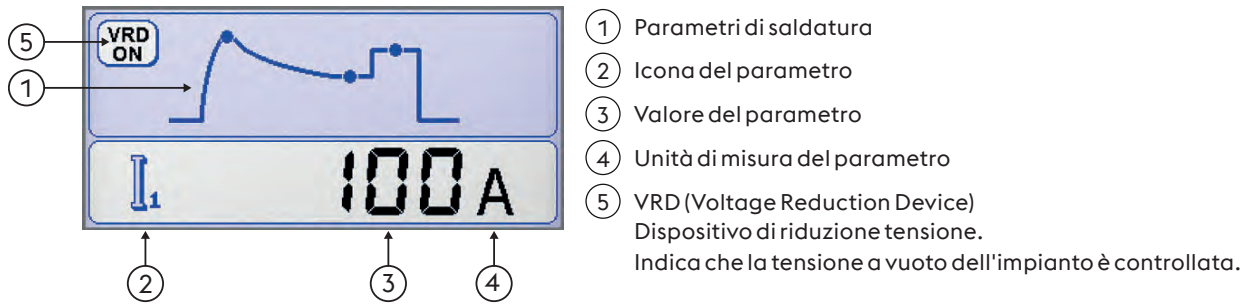 VRD
ON
5
1
I1
100 A
2
3
4
1 Parametri di saldatura
2 Icona del parametro
3 Valore del parametro
4 Unità di misura del parametro
5 VRD (Voltage Reduction Device)
Dispositivo di riduzione tensione.
Indica che la tensione a vuoto dell'impianto è controllata.